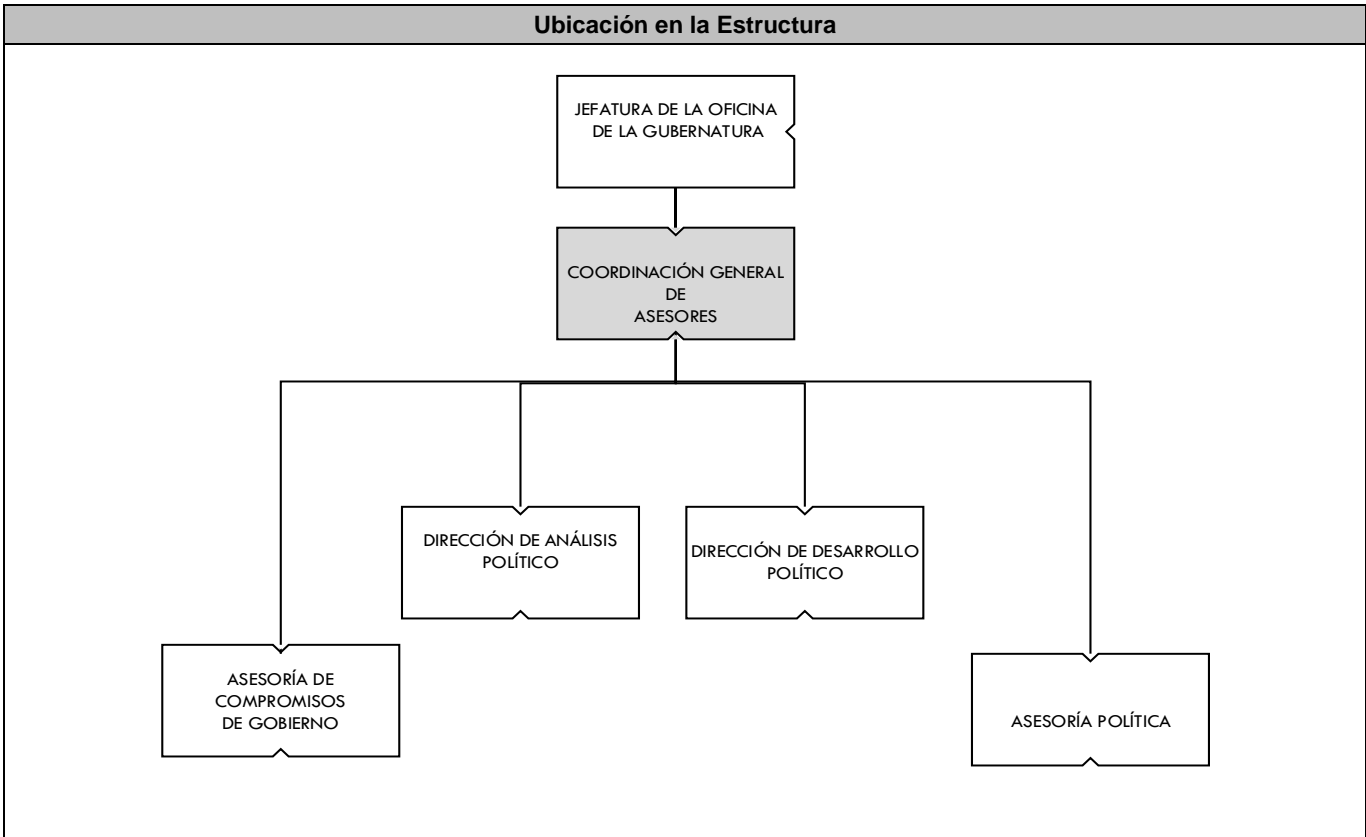 Ubicación en la Estructura
JEFATURA DE LA OFICINA
DE LA GUBERNATURA
COORDINACIÓN GENERAL
DE
ASESORES
DIRECCIÓN DE ANÁLISIS
POLÍTICO
DIRECCIÓN DE DESARROLLO
POLÍTICO
ASESORÍA DE
COMPROMISOS
DE GOBIERNO
ASESORÍA POLÍTICA